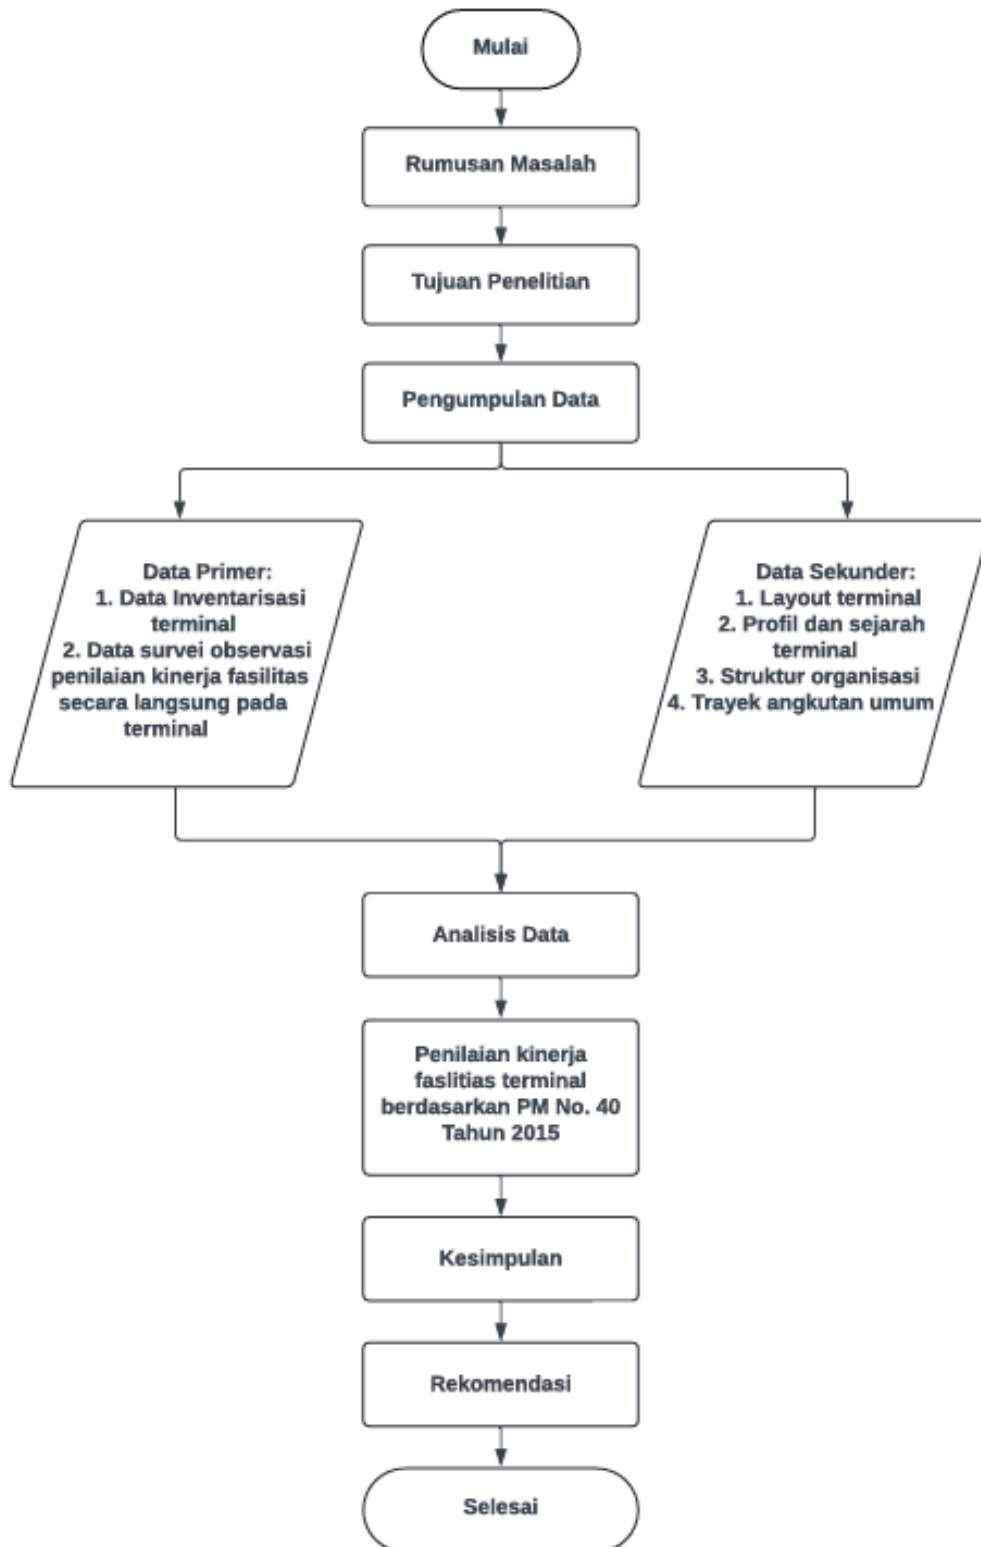 Mulai
Rumusan Masalah
Tujuan Penelitian
Pengumpulan Data
Data Primer:
1. Data Inventarisasi
terminal
2. Data survei observasi
penilaian kinerja fasilitas
secara langsung pada
terminal
Data Sekunder:
1. Layout terminal
2. Profil dan sejarah
terminal
3. Struktur organisasi
4. Trayek angkutan umum
Analisis Data
Penilaian kinerja
faslitias terminal
berdasarkan PM No. 40
Tahun 2015
Kesimpulan
Rekomendasi
Selesai